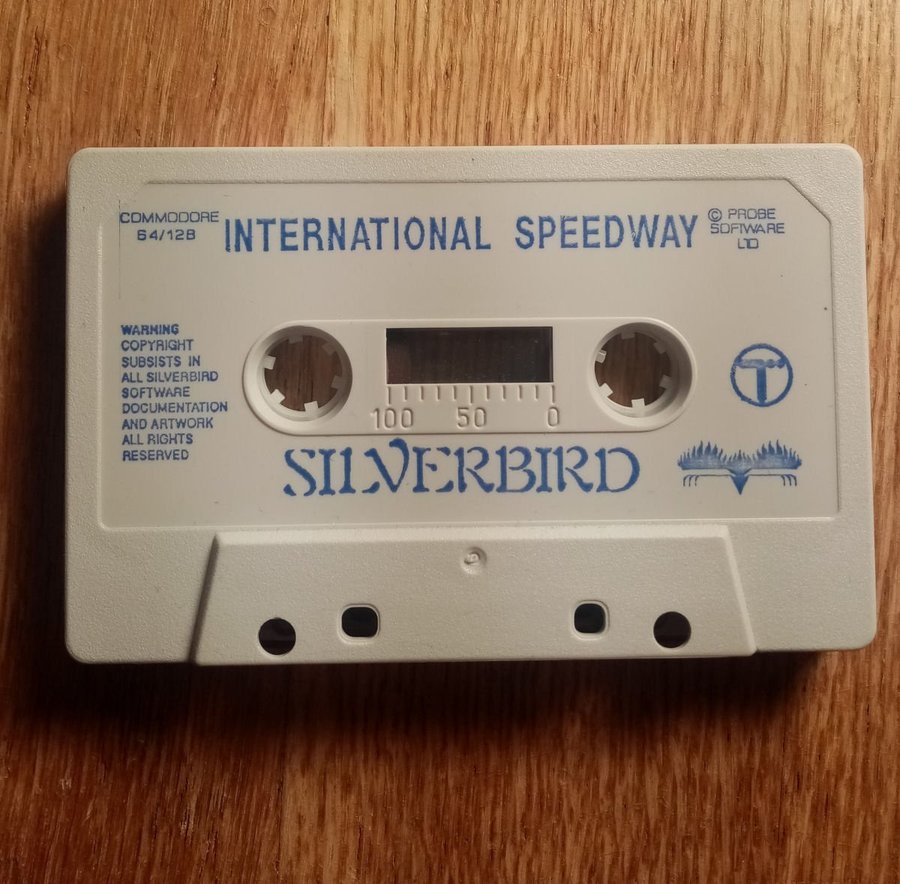 COMMODORE
64/128
INTERNATIONAL SPEEDWAY
© PROBE
SOFTWARE
LTD
WARNING
COPYRIGHT
SUBSISTS IN
ALL SILVERBIRD
SOFTWARE
DOCUMENTATION
AND ARTWORK
ALL RIGHTS
RESERVED
100 50 0
T
SILVERBIRD